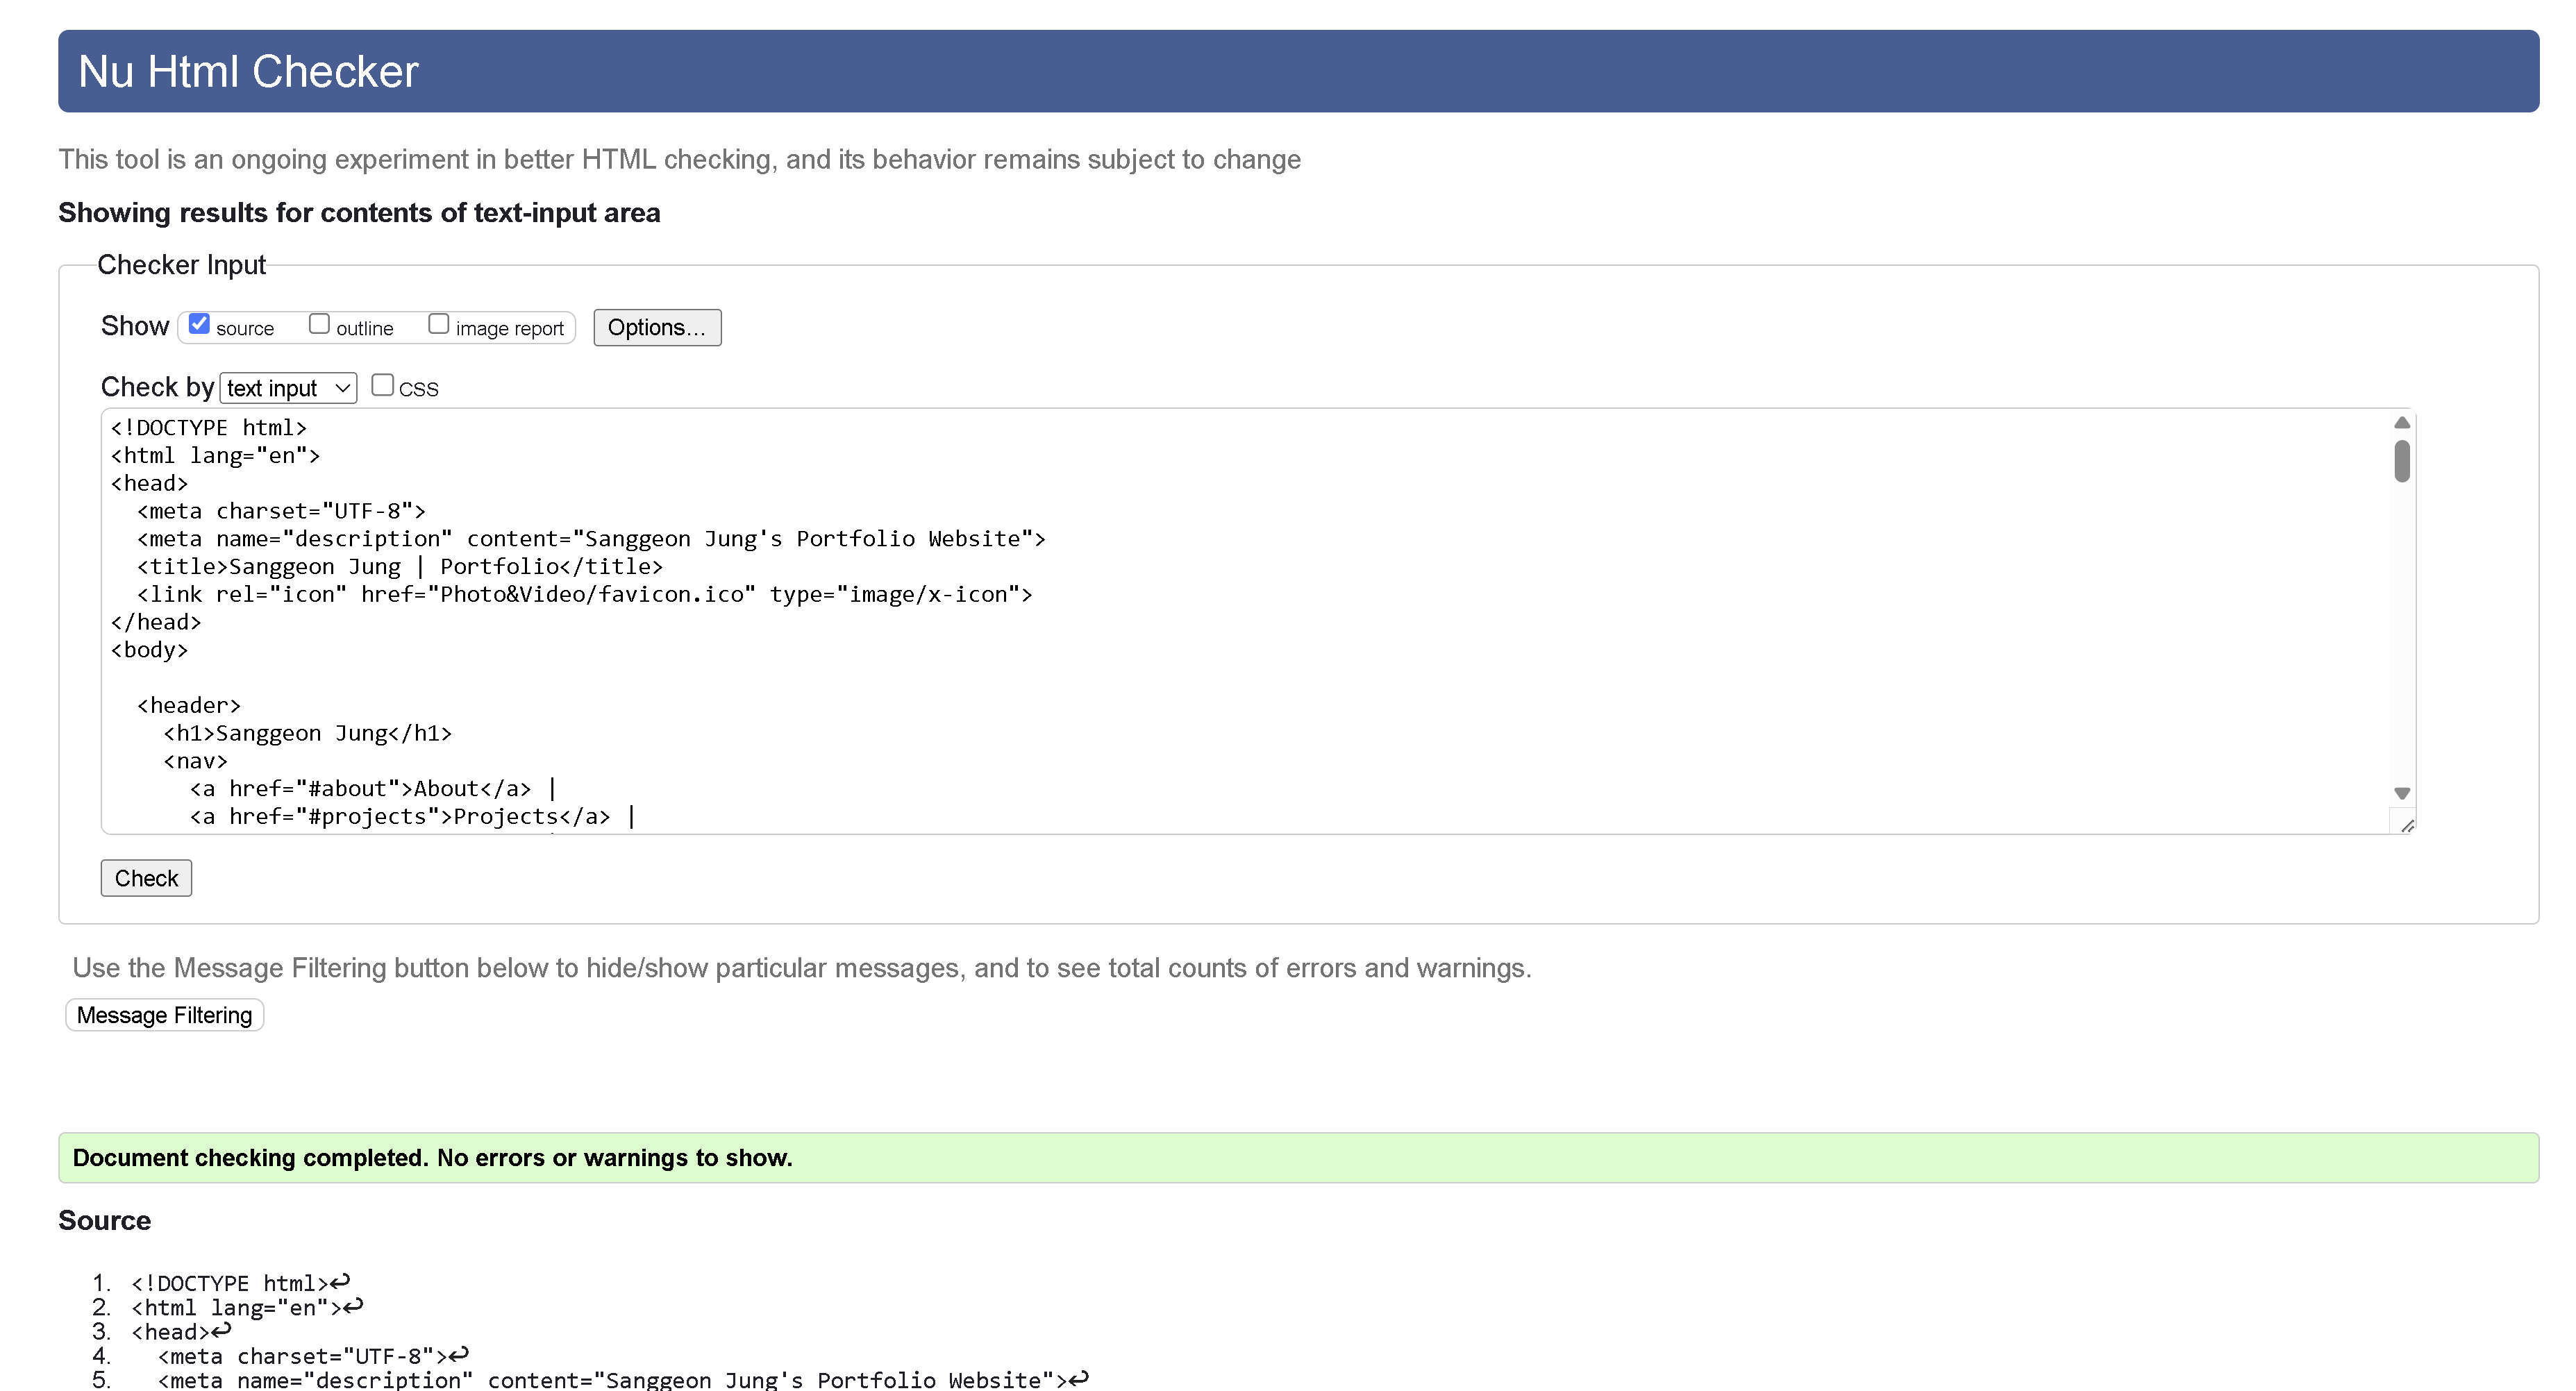 Nu Html Checker
This tool is an ongoing experiment in better HTML checking, and its behavior remains subject to change
Showing results for contents of text-input area
Checker Input
Show source outline image report Options...
Check by text input CSS
<!DOCTYPE html>
<html lang="en">
<head>
  <meta charset="UTF-8">
  <meta name="description" content="Sanggeon Jung's Portfolio Website">
  <title>Sanggeon Jung | Portfolio</title>
  <link rel="icon" href="Photo&Video/favicon.ico" type="image/x-icon">
</head>
<body>
  <header>
    <h1>Sanggeon Jung</h1>
    <nav>
      <a href="#about">About</a> |
      <a href="#projects">Projects</a> |
Check
Use the Message Filtering button below to hide/show particular messages, and to see total counts of errors and warnings.
Message Filtering
Document checking completed. No errors or warnings to show.
Source
1. <!DOCTYPE html>↩
2. <html lang="en">↩
3. <head>↩
4.   <meta charset="UTF-8">↩
5.   <meta name="description" content="Sanggeon Jung's Portfolio Website">↩